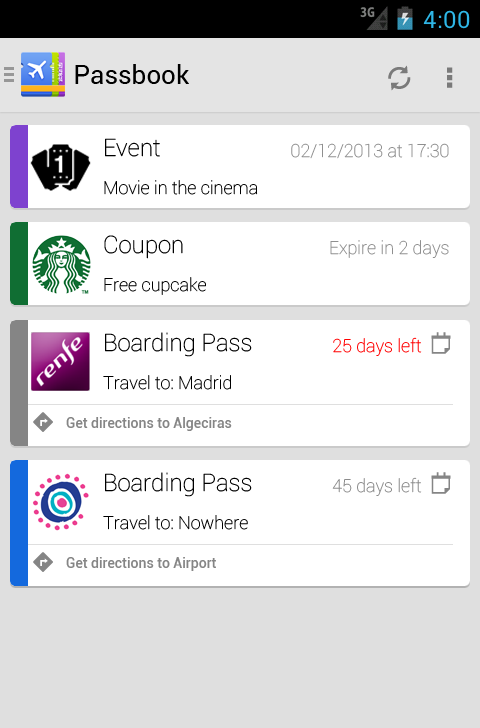 3G 4:00
Passbook
1
Event 02/12/2013 at 17:30
Movie in the cinema
Coupon Expire in 2 days
TM
Free cupcake
renfe
Boarding Pass 25 days left
Travel to: Madrid
Get directions to Algeciras
Boarding Pass 45 days left
Travel to: Nowhere
Get directions to Airport